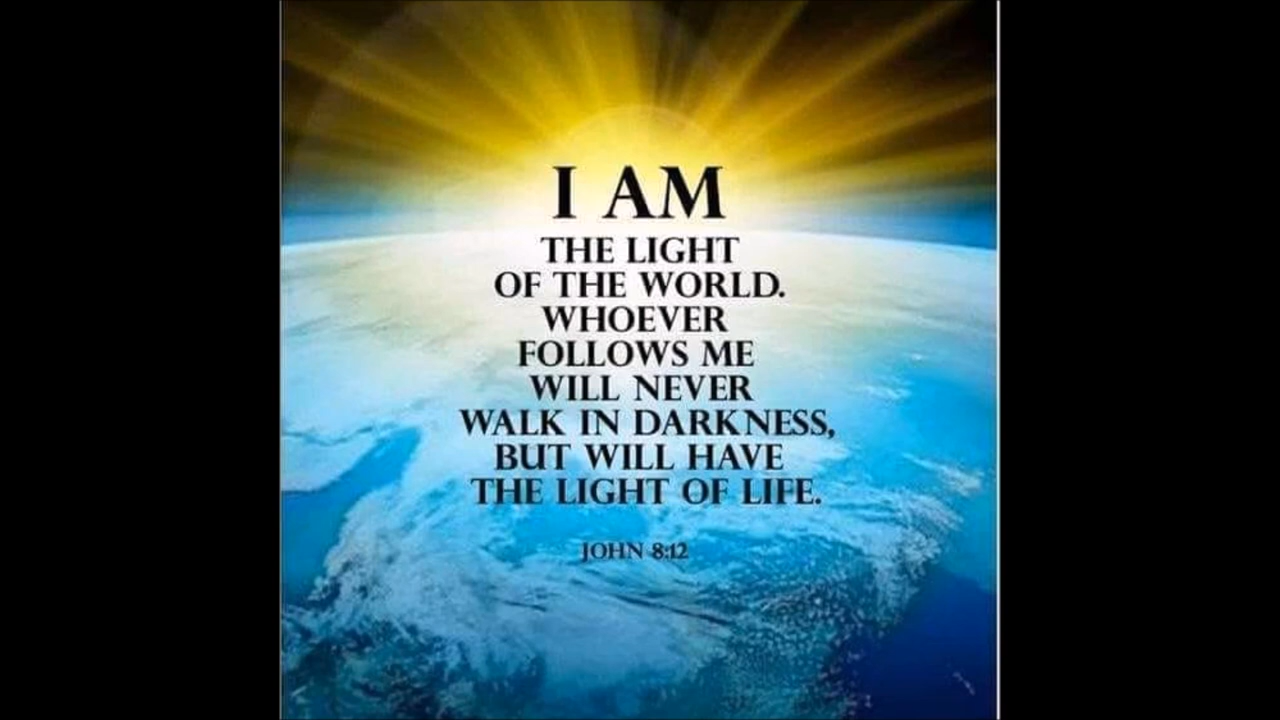 I AM
THE LIGHT
OF THE WORLD.
WHOEVER
FOLLOWS ME
WILL NEVER
WALK IN DARKNESS,
BUT WILL HAVE
THE LIGHT OF LIFE.
JOHN 8:12